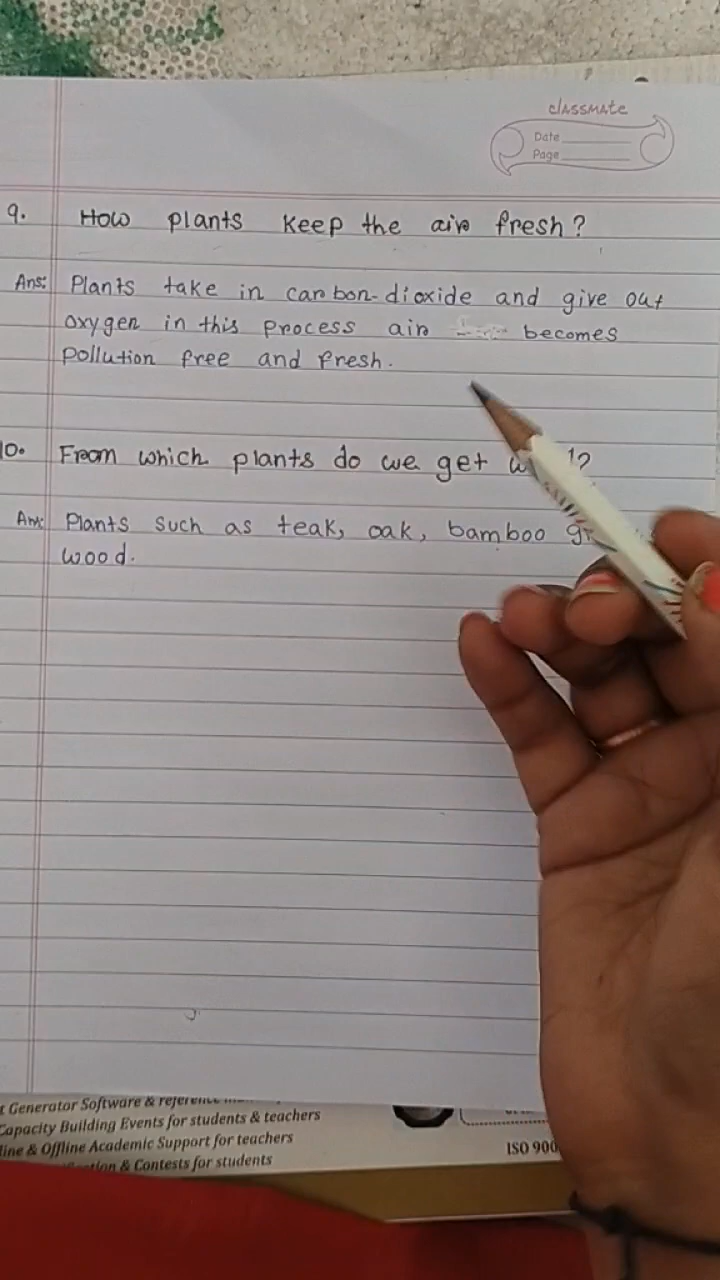 classmate
Date
Page
9. How plants keep the air fresh?
Ans: Plants take in carbon-dioxide and give out
oxygen in this process air becomes
pollution free and fresh.
10. From which plants do we get
Ans: Plants such as teak, oak, bamboo
wood.
t Generator Software &
Capacity Building Events for students & teachers
line & Offline Academic Support for teachers
& Contests for students
ISO 900